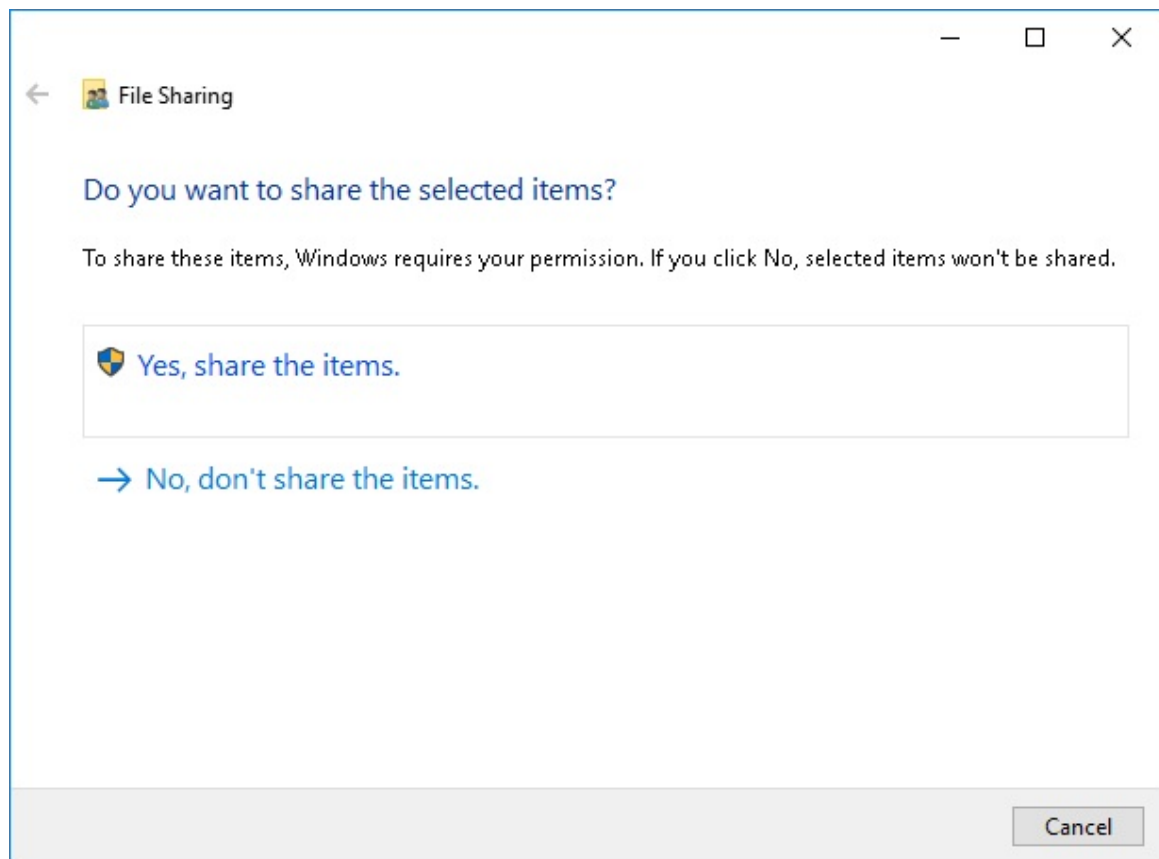 File Sharing
Do you want to share the selected items?
To share these items, Windows requires your permission. If you click No, selected items won't be shared.
Yes, share the items.
No, don't share the items.
Cancel